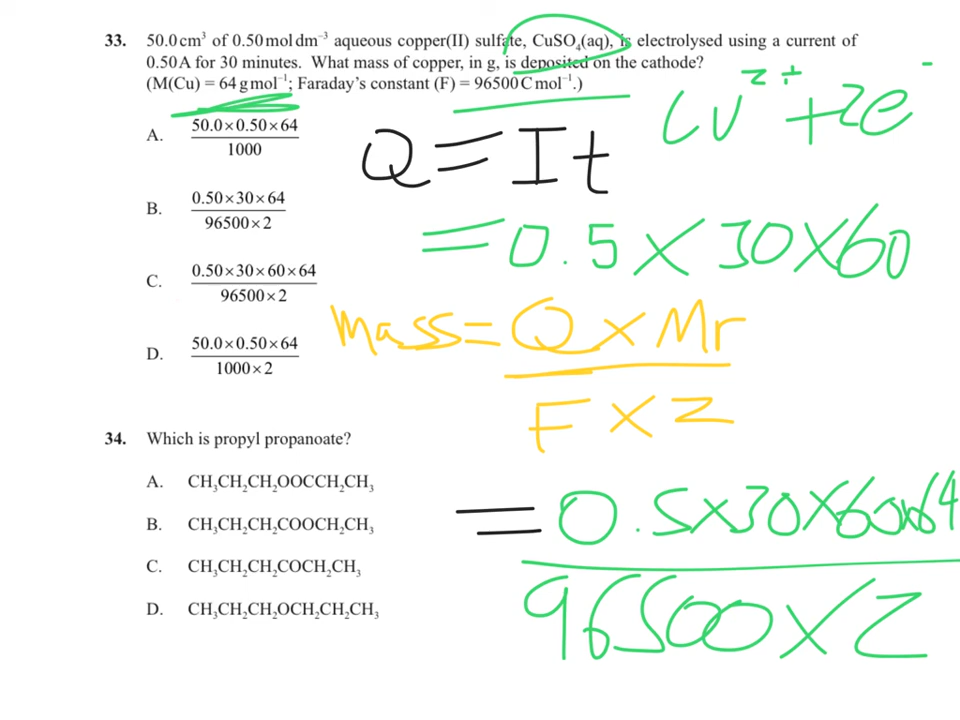 33. 50.0 cm³ of 0.50 mol dm⁻³ aqueous copper(II) sulfate, CuSO₄(aq), is electrolysed using a current of
0.50 A for 30 minutes. What mass of copper, in g, is deposited on the cathode?
(M(Cu) = 64 g mol⁻¹; Faraday's constant (F) = 96500 C mol⁻¹.)
A. 50.0×0.50×64
1000
B. 0.50×30×64
96500×2
C. 0.50×30×60×64
96500×2
D. 50.0×0.50×64
1000×2
Cu²⁺+2e⁻
Q=It
=0.5×30×60
Mass=Q×Mr
F×Z
=0.5×30×60×64
96500×2
34. Which is propyl propanoate?
A. CH₃CH₂CH₂OOCCH₂CH₃
B. CH₃CH₂CH₂COOCH₂CH₃
C. CH₃CH₂CH₂COCH₂CH₃
D. CH₃CH₂CH₂OCH₂CH₂CH₃